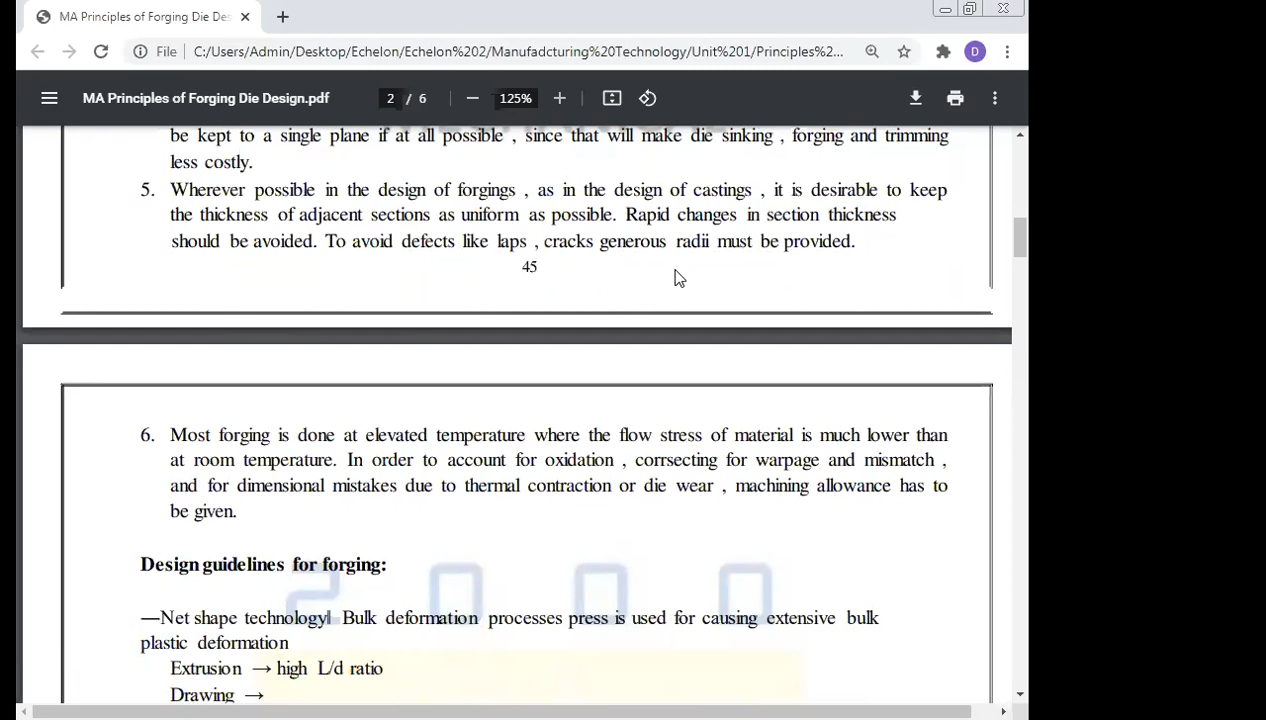 MA Principles of Forging Die Des
File C:/Users/Admin/Desktop/Echelon/Echelon%202/Manufadcturing%20Technology/Unit%201/Principles%2...
D
MA Principles of Forging Die Design.pdf
2 / 6
125%
be kept to a single plane if at all possible , since that will make die sinking , forging and trimming
less costly.
5. Wherever possible in the design of forgings , as in the design of castings , it is desirable to keep
the thickness of adjacent sections as uniform as possible. Rapid changes in section thickness
should be avoided. To avoid defects like laps , cracks generous radii must be provided.
45
6. Most forging is done at elevated temperature where the flow stress of material is much lower than
at room temperature. In order to account for oxidation , corrsecting for warpage and mismatch ,
and for dimensional mistakes due to thermal contraction or die wear , machining allowance has to
be given.
Design guidelines for forging:
2 0 0 0
―Net shape technology‖ Bulk deformation processes press is used for causing extensive bulk
plastic deformation
Extrusion → high L/d ratio
Drawing →